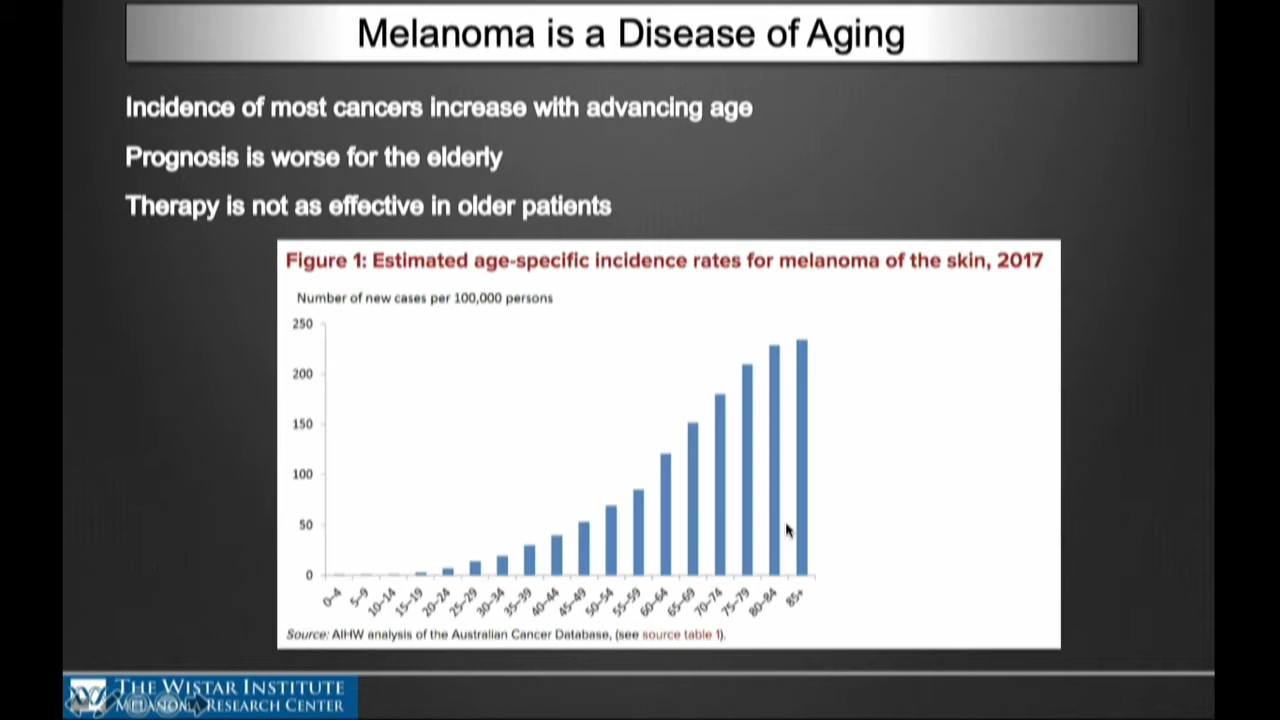 Melanoma is a Disease of Aging
Incidence of most cancers increase with advancing age
Prognosis is worse for the elderly
Therapy is not as effective in older patients
Figure 1: Estimated age-specific incidence rates for melanoma of the skin, 2017
Number of new cases per 100,000 persons
250
200
150
100
50
0
0–4 5–9 10–14 15–19 20–24 25–29 30–34 35–39 40–44 45–49 50–54 55–59 60–64 65–69 70–74 75–79 80–84 85+
Source: AIHW analysis of the Australian Cancer Database, (see source table 1).
THE WISTAR INSTITUTE
MELANOMA RESEARCH CENTER